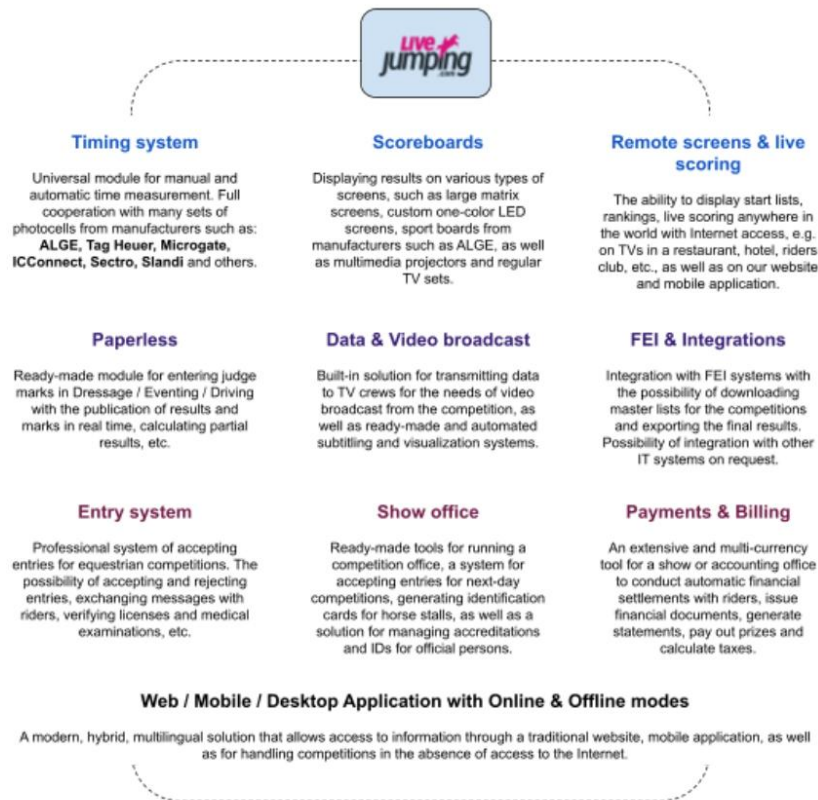 LIVE
jumping
.com
Timing system
Universal module for manual and
automatic time measurement. Full
cooperation with many sets of
photocells from manufacturers such as:
ALGE, Tag Heuer, Microgate,
ICConnect, Sectro, Slandi and others.
Scoreboards
Displaying results on various types of
screens, such as large matrix
screens, custom one-color LED
screens, sport boards from
manufacturers such as ALGE, as well
as multimedia projectors and regular
TV sets.
Remote screens & live
scoring
The ability to display start lists,
rankings, live scoring anywhere in
the world with Internet access, e.g.
on TVs in a restaurant, hotel, riders
club, etc., as well as on our website
and mobile application.
Paperless
Ready-made module for entering judge
marks in Dressage / Eventing / Driving
with the publication of results and
marks in real time, calculating partial
results, etc.
Data & Video broadcast
Built-in solution for transmitting data
to TV crews for the needs of video
broadcast from the competition, as
well as ready-made and automated
subtitling and visualization systems.
FEI & Integrations
Integration with FEI systems with
the possibility of downloading
master lists for the competitions
and exporting the final results.
Possibility of integration with other
IT systems on request.
Entry system
Professional system of accepting
entries for equestrian competitions. The
possibility of accepting and rejecting
entries, exchanging messages with
riders, verifying licenses and medical
examinations, etc.
Show office
Ready-made tools for running a
competition office, a system for
accepting entries for next-day
competitions, generating identification
cards for horse stalls, as well as a
solution for managing accreditations
and IDs for official persons.
Payments & Billing
An extensive and multi-currency
tool for a show or accounting office
to conduct automatic financial
settlements with riders, issue
financial documents, generate
statements, pay out prizes and
calculate taxes.
Web / Mobile / Desktop Application with Online & Offline modes
A modern, hybrid, multilingual solution that allows access to information through a traditional website, mobile application, as well
as for handling competitions in the absence of access to the Internet.